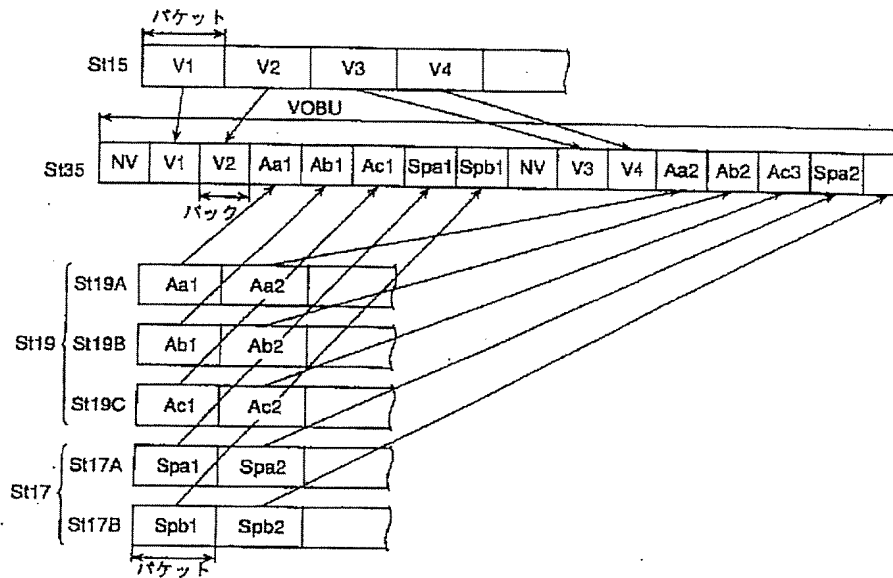 パケット
St15 V1 V2 V3 V4
VOBU
St35 NV V1 V2 Aa1 Ab1 Ac1 Spa1 Spb1 NV V3 V4 Aa2 Ab2 Ac3 Spa2
パック
St19A Aa1 Aa2
St19 St19B Ab1 Ab2
St19C Ac1 Ac2
St17A Spa1 Spa2
St17
St17B Spb1 Spb2
パケット